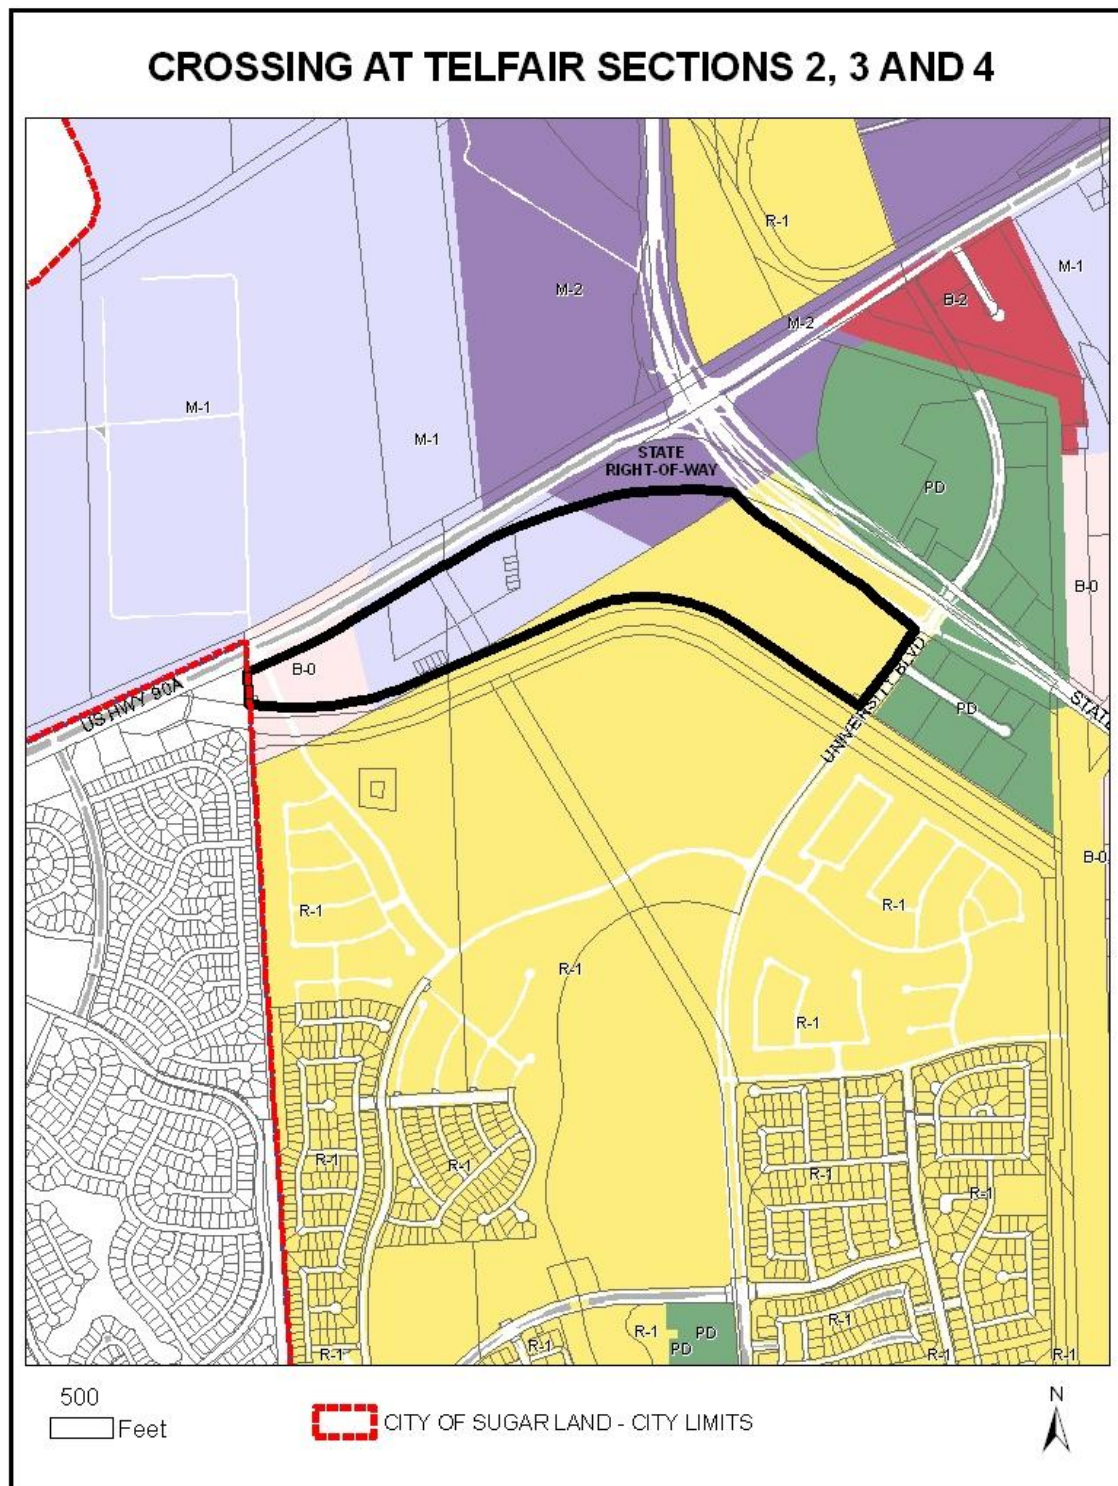 CROSSING AT TELFAIR SECTIONS 2, 3 AND 4
R-1
M-1
M-2
B-2
M-2
M-1
M-1
STATE
RIGHT-OF-WAY
PD
B-0
B-0
US HWY 90A
UNIVERSITY BLVD
PD
STATE
B-0
R-1
R-1
R-1
R-1
R-1
R-1
R-1
R-1
R-1
R-1
PD
PD
R-1
R-1
R-1
R-1
R-1
500
Feet
CITY OF SUGAR LAND - CITY LIMITS
N